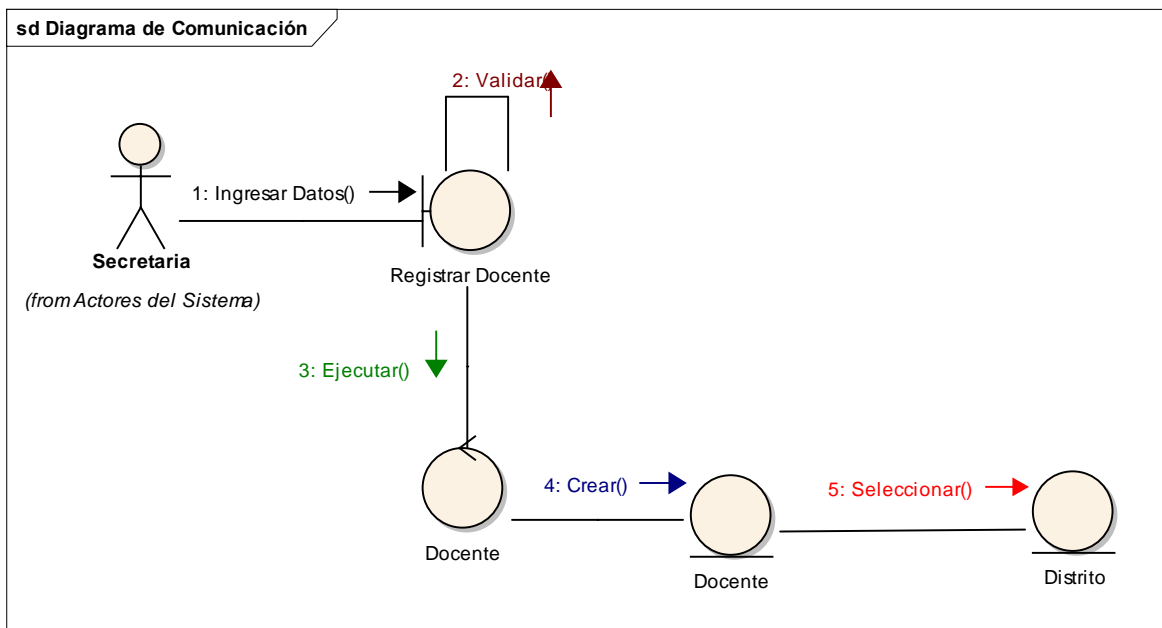 sd Diagrama de Comunicación
2: Validar()
1: Ingresar Datos()
Secretaria
(from Actores del Sistema)
Registrar Docente
3: Ejecutar()
4: Crear()
5: Seleccionar()
Docente
Docente
Distrito